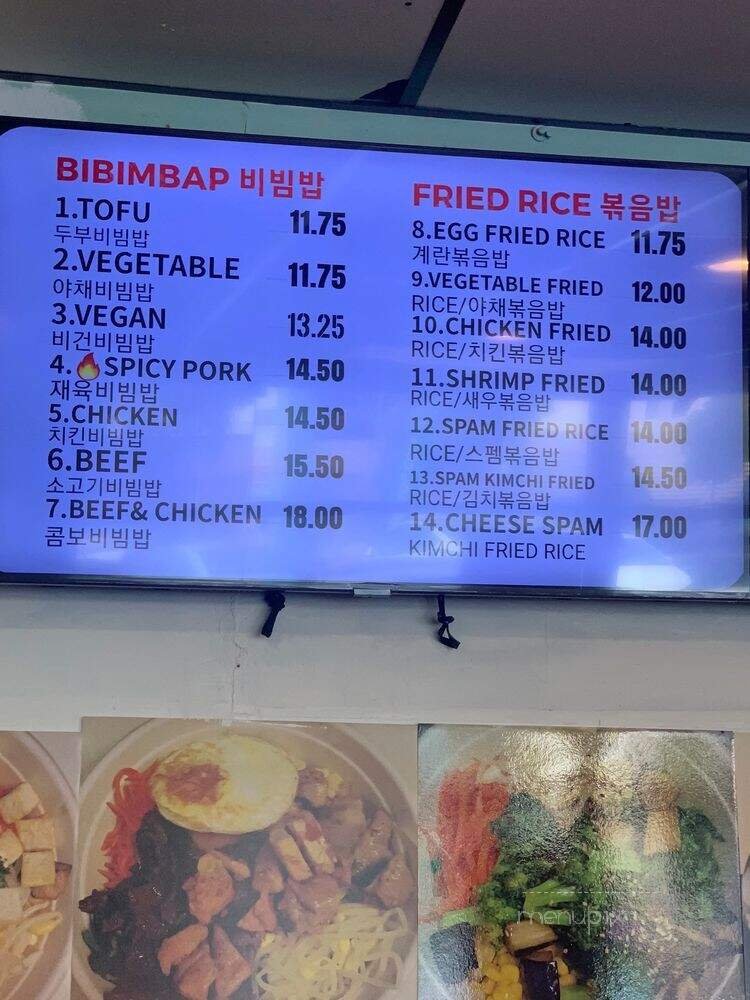 BIBIMBAP 비빔밥
1.TOFU 11.75
두부비빔밥
2.VEGETABLE 11.75
야채비빔밥
3.VEGAN 13.25
비건비빔밥
4.🔥SPICY PORK 14.50
재육비빔밥
5.CHICKEN 14.50
치킨비빔밥
6.BEEF 15.50
소고기비빔밥
7.BEEF& CHICKEN 18.00
콤보비빔밥
FRIED RICE 볶음밥
8.EGG FRIED RICE 11.75
계란볶음밥
9.VEGETABLE FRIED 12.00
RICE/야채볶음밥
10.CHICKEN FRIED 14.00
RICE/치킨볶음밥
11.SHRIMP FRIED 14.00
RICE/새우볶음밥
12.SPAM FRIED RICE 14.00
RICE/스펨볶음밥
13.SPAM KIMCHI FRIED 14.50
RICE/김치볶음밥
14.CHEESE SPAM 17.00
KIMCHI FRIED RICE